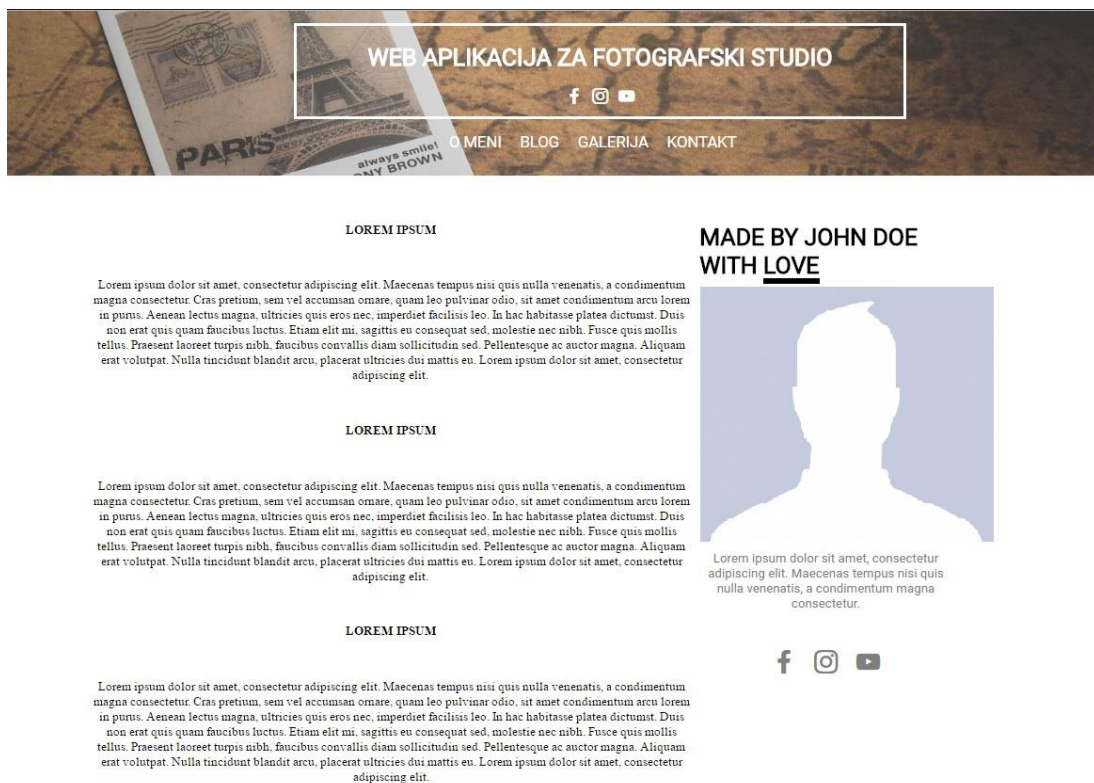 WEB APLIKACIJA ZA FOTOGRAFSKI STUDIO
PARIS
always smile!
NY BROWN
O MENI BLOG GALERIJA KONTAKT
LOREM IPSUM
Lorem ipsum dolor sit amet, consectetur adipiscing elit. Maecenas tempus nisi quis nulla venenatis, a condimentum
magna consectetur. Cras pretium, sem vel accumsan ornare, quam leo pulvinar odio, sit amet condimentum arcu lorem
in purus. Aenean lectus magna, ultricies quis eros nec, imperdiet facilisis leo. In hac habitasse platea dictumst. Duis
non erat quis quam faucibus luctus. Etiam elit mi, sagittis eu consequat sed, molestie nec nibh. Fusce quis mollis
tellus. Praesent laoreet turpis nibh, faucibus convallis diam sollicitudin sed. Pellentesque ac auctor magna. Aliquam
erat volutpat. Nulla tincidunt blandit arcu, placerat ultricies dui mattis eu. Lorem ipsum dolor sit amet, consectetur
adipiscing elit.
LOREM IPSUM
Lorem ipsum dolor sit amet, consectetur adipiscing elit. Maecenas tempus nisi quis nulla venenatis, a condimentum
magna consectetur. Cras pretium, sem vel accumsan ornare, quam leo pulvinar odio, sit amet condimentum arcu lorem
in purus. Aenean lectus magna, ultricies quis eros nec, imperdiet facilisis leo. In hac habitasse platea dictumst. Duis
non erat quis quam faucibus luctus. Etiam elit mi, sagittis eu consequat sed, molestie nec nibh. Fusce quis mollis
tellus. Praesent laoreet turpis nibh, faucibus convallis diam sollicitudin sed. Pellentesque ac auctor magna. Aliquam
erat volutpat. Nulla tincidunt blandit arcu, placerat ultricies dui mattis eu. Lorem ipsum dolor sit amet, consectetur
adipiscing elit.
LOREM IPSUM
Lorem ipsum dolor sit amet, consectetur adipiscing elit. Maecenas tempus nisi quis nulla venenatis, a condimentum
magna consectetur. Cras pretium, sem vel accumsan ornare, quam leo pulvinar odio, sit amet condimentum arcu lorem
in purus. Aenean lectus magna, ultricies quis eros nec, imperdiet facilisis leo. In hac habitasse platea dictumst. Duis
non erat quis quam faucibus luctus. Etiam elit mi, sagittis eu consequat sed, molestie nec nibh. Fusce quis mollis
tellus. Praesent laoreet turpis nibh, faucibus convallis diam sollicitudin sed. Pellentesque ac auctor magna. Aliquam
erat volutpat. Nulla tincidunt blandit arcu, placerat ultricies dui mattis eu. Lorem ipsum dolor sit amet, consectetur
adipiscing elit.
MADE BY JOHN DOE
WITH LOVE
Lorem ipsum dolor sit amet, consectetur
adipiscing elit. Maecenas tempus nisi quis
nulla venenatis, a condimentum magna
consectetur.